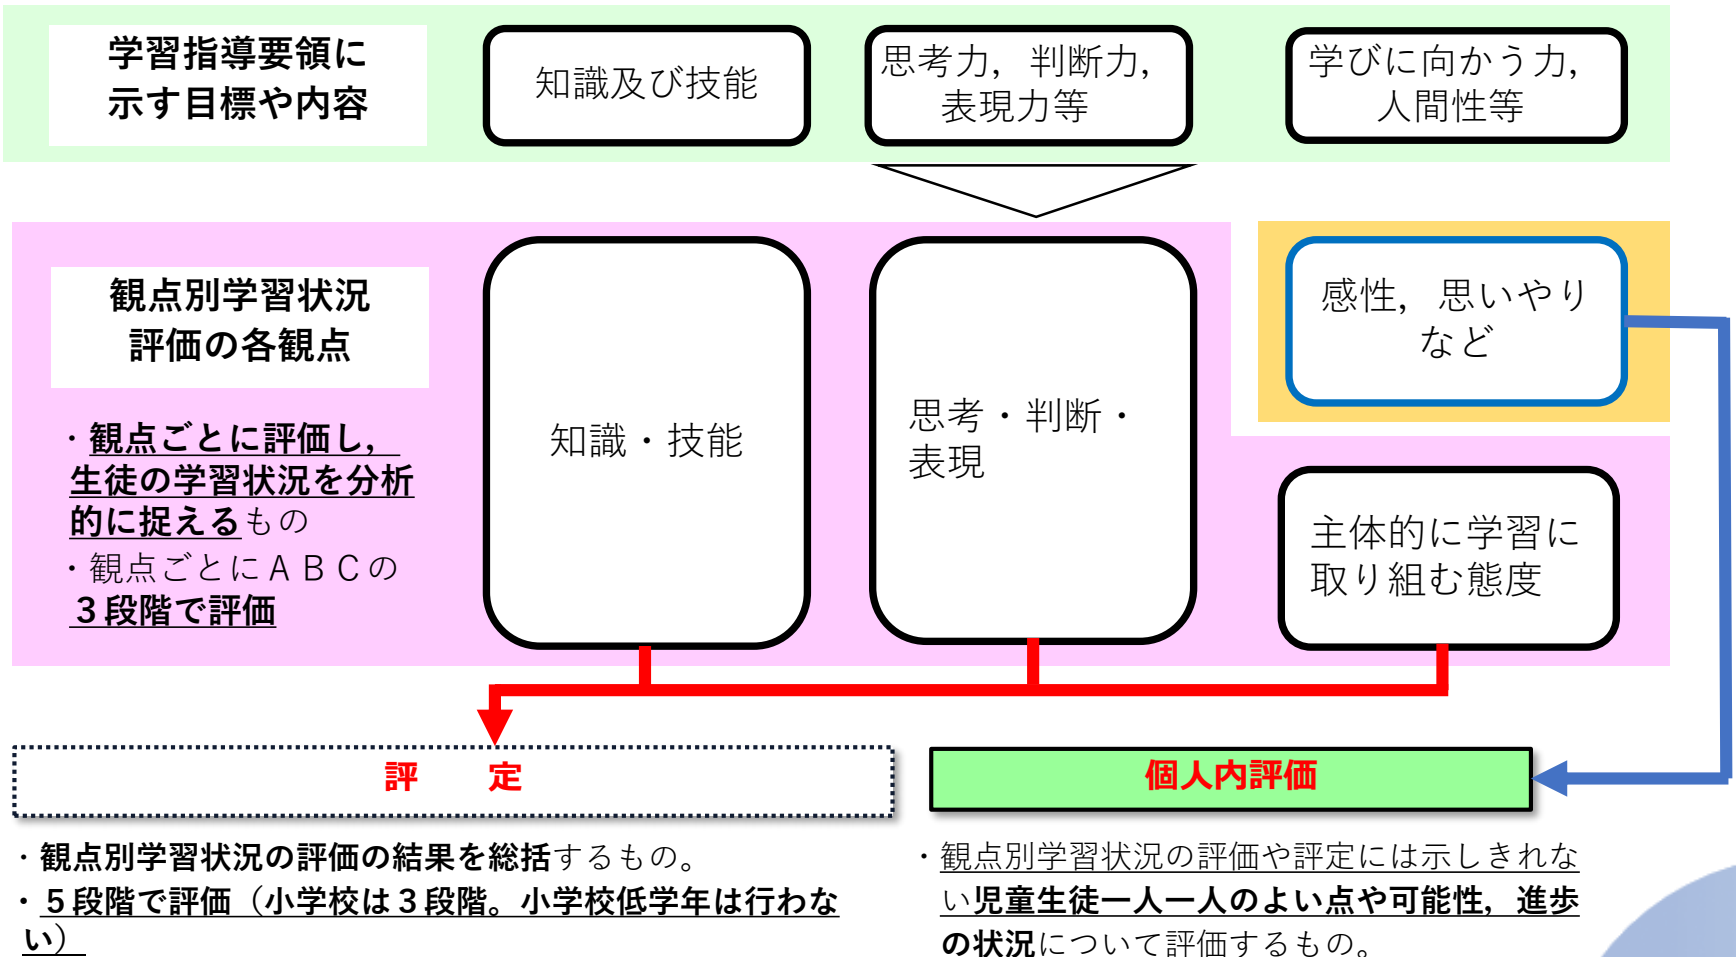 学習指導要領に
示す目標や内容
知識及び技能
思考力，判断力，
表現力等
学びに向かう力，
人間性等
観点別学習状況
評価の各観点
・観点ごとに評価し，
生徒の学習状況を分析
的に捉えるもの
・観点ごとにＡＢＣの
３段階で評価
知識・技能
思考・判断・
表現
感性，思いやり
など
主体的に学習に
取り組む態度
評　定
・観点別学習状況の評価の結果を総括するもの。
・５段階で評価（小学校は３段階。小学校低学年は行わな
い）
個人内評価
・観点別学習状況の評価や評定には示しきれな
い児童生徒一人一人のよい点や可能性，進歩
の状況について評価するもの。